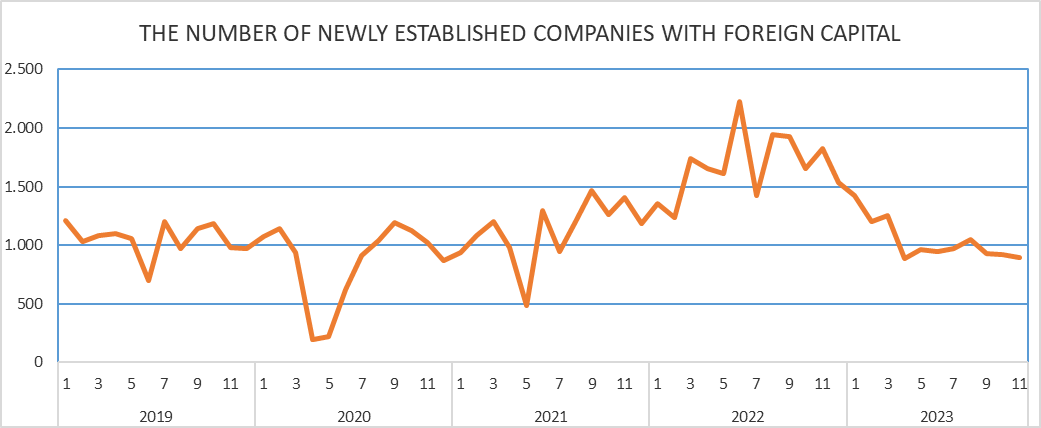 THE NUMBER OF NEWLY ESTABLISHED COMPANIES WITH FOREIGN CAPITAL
2.500
2.000
1.500
1.000
500
0
1 3 5 7 9 11 1 3 5 7 9 11 1 3 5 7 9 11 1 3 5 7 9 11 1 3 5 7 9 11
2019 2020 2021 2022 2023